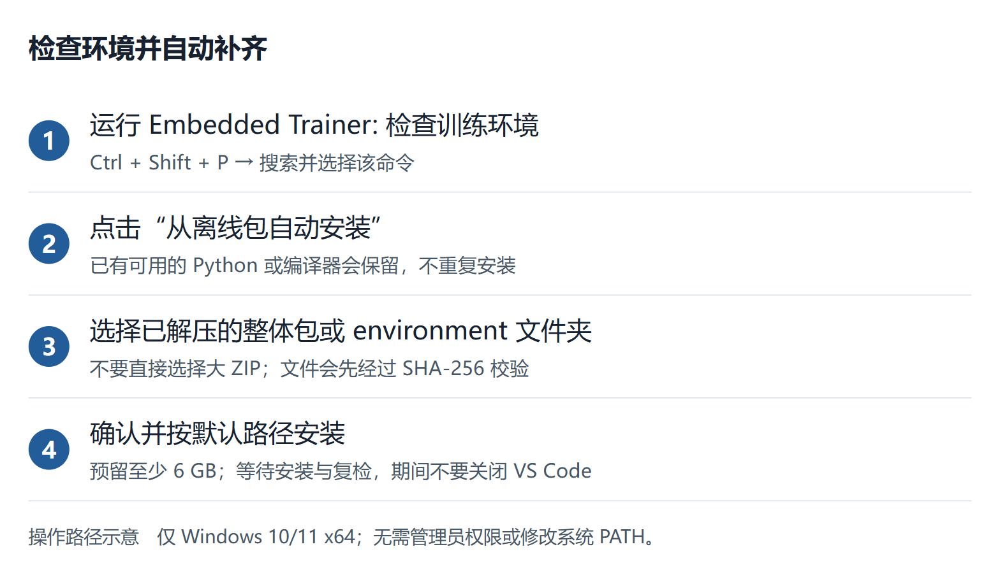 检查环境并自动补齐
1
运行 Embedded Trainer: 检查训练环境
Ctrl + Shift + P → 搜索并选择该命令
2
点击“从离线包自动安装”
已有可用的 Python 或编译器会保留，不重复安装
3
选择已解压的整体包或 environment 文件夹
不要直接选择大 ZIP；文件会先经过 SHA-256 校验
4
确认并按默认路径安装
预留至少 6 GB；等待安装与复检，期间不要关闭 VS Code
操作路径示意　仅 Windows 10/11 x64；无需管理员权限或修改系统 PATH。